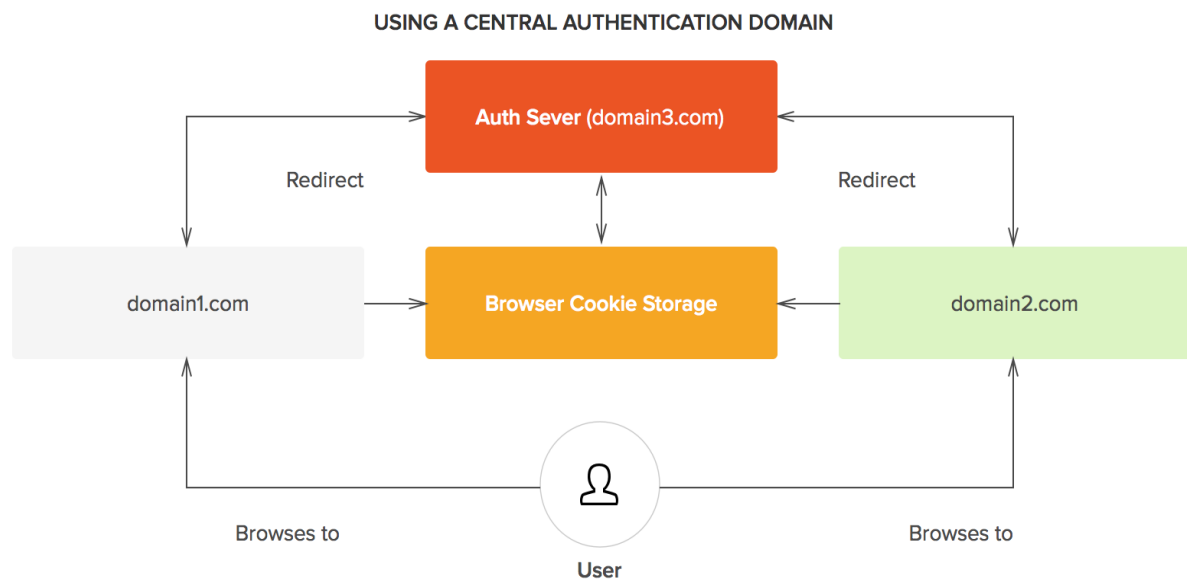 USING A CENTRAL AUTHENTICATION DOMAIN
Auth Sever (domain3.com)
Redirect
Redirect
domain1.com
Browser Cookie Storage
domain2.com
Browses to
Browses to
User